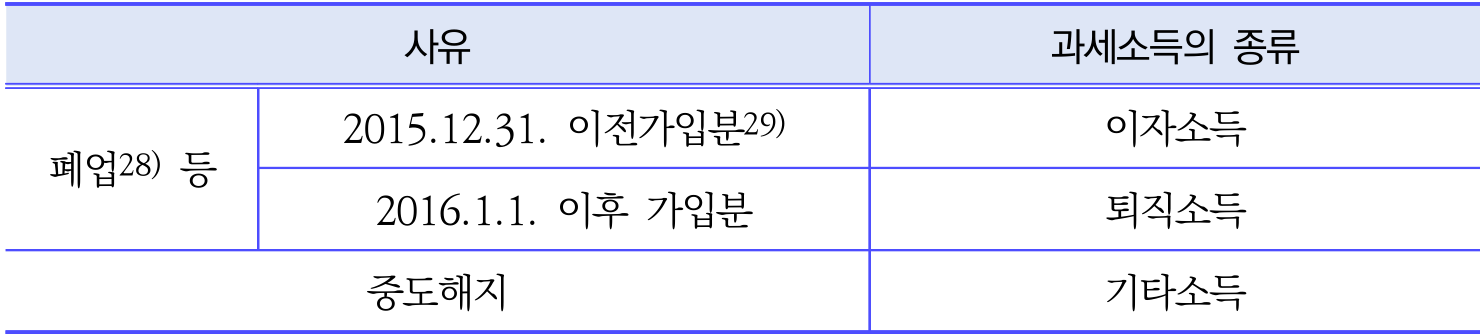 사유 과세소득의 종류
2015.12.31. 이전가입분29) 이자소득
폐업28) 등
2016.1.1. 이후 가입분 퇴직소득
중도해지 기타소득